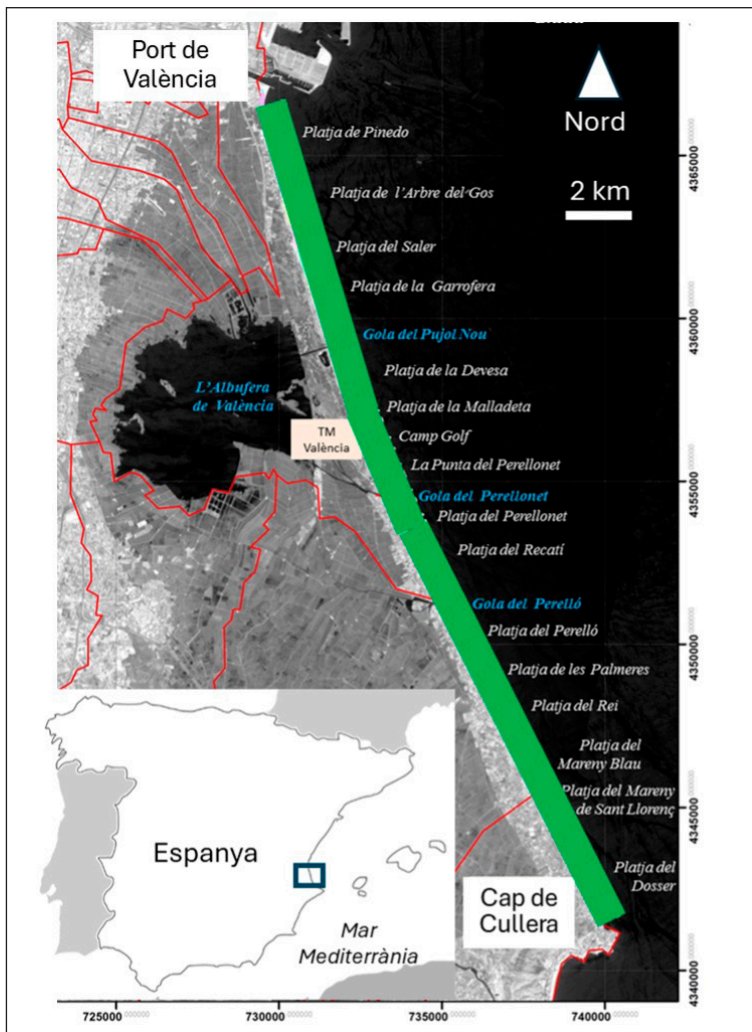 Port de
València
Nord
2 km
Platja de Pinedo
Platja de l'Arbre del Gos
Platja del Saler
Platja de la Garrofera
Gola del Pujol Nou
L'Albufera
de València
Platja de la Devesa
Platja de la Malladeta
TM
València
Camp Golf
La Punta del Perellonet
Gola del Perellonet
Platja del Perellonet
Platja del Recatí
Gola del Perelló
Platja del Perelló
Platja de les Palmeres
Platja del Rei
Platja del
Mareny Blau
Platja del Mareny
de Sant Llorenç
Platja del
Dosser
Cap de
Cullera
Espanya
Mar
Mediterrània
4365000
4360000
4355000
4350000
4345000
4340000
725000
730000
735000
740000